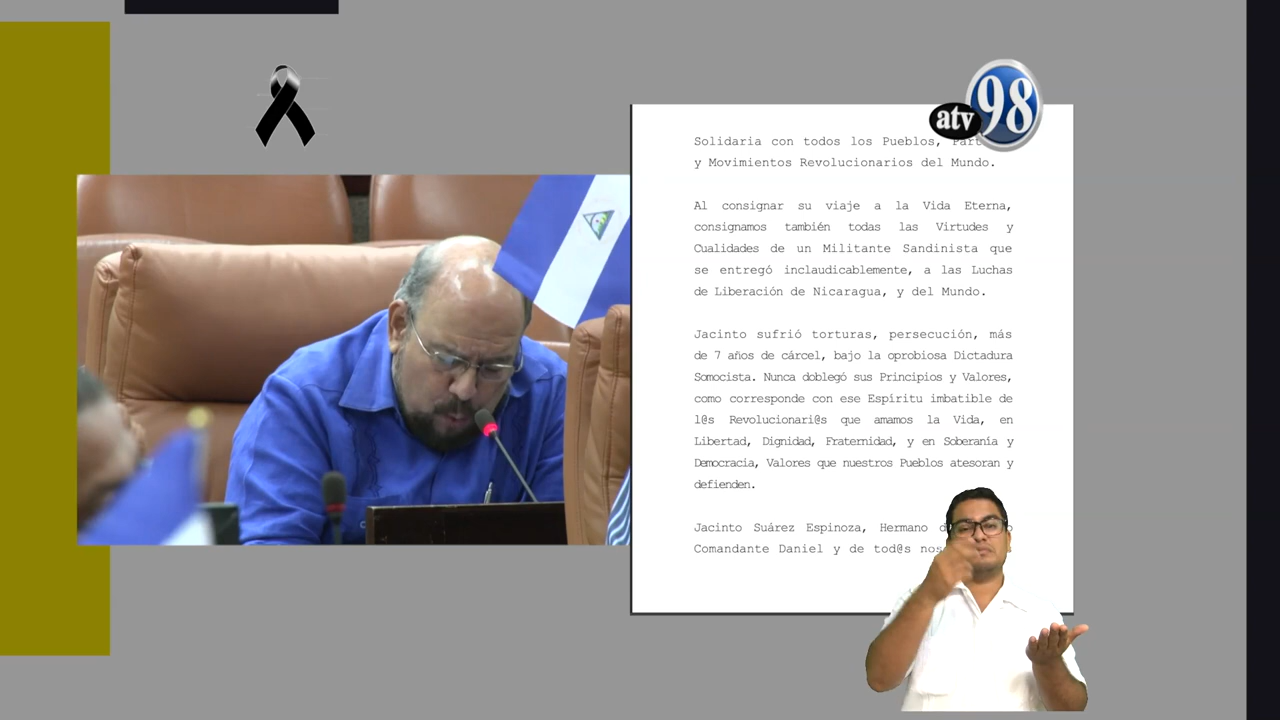 atv 98
Solidaria con todos los Pueblos,
y Movimientos Revolucionarios del Mundo.
Al consignar su viaje a la Vida Eterna,
consignamos también todas las Virtudes y
Cualidades de un Militante Sandinista que
se entregó inclaudicablemente, a las Luchas
de Liberación de Nicaragua, y del Mundo.
Jacinto sufrió torturas, persecución, más
de 7 años de cárcel, bajo la oprobiosa Dictadura
Somocista. Nunca doblegó sus Principios y Valores,
como corresponde con ese Espíritu imbatible de
l@s Revolucionari@s que amamos la Vida, en
Libertad, Dignidad, Fraternidad, y en Soberanía y
Democracia, Valores que nuestros Pueblos atesoran y
defienden.
Jacinto Suárez Espinoza, Hermano
Comandante Daniel y de tod@s